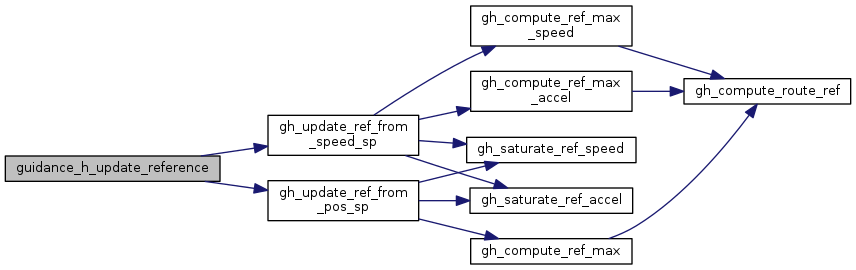 guidance_h_update_reference
gh_update_ref_from
_speed_sp
gh_update_ref_from
_pos_sp
gh_compute_ref_max
_speed
gh_compute_ref_max
_accel
gh_saturate_ref_speed
gh_saturate_ref_accel
gh_compute_ref_max
gh_compute_route_ref